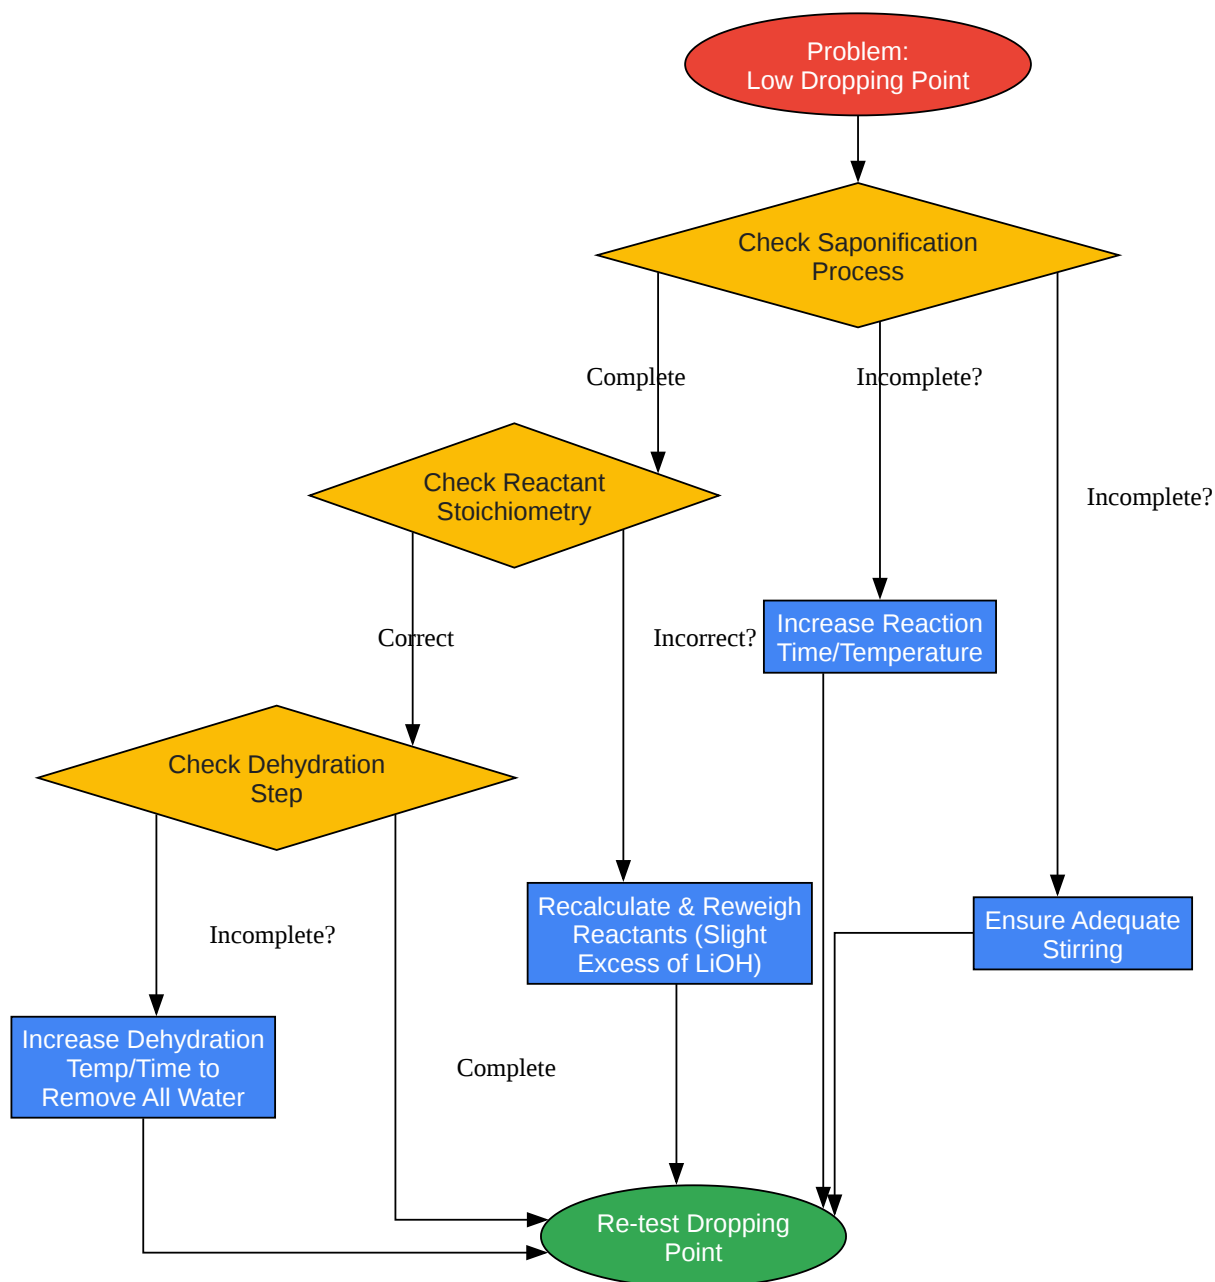 Problem:
Low Dropping Point
Check Saponification
Process
Complete
Incomplete?
Check Reactant
Stoichiometry
Incomplete?
Increase Reaction
Time/Temperature
Correct
Incorrect?
Check Dehydration
Step
Recalculate & Reweigh
Reactants (Slight
Excess of LiOH)
Ensure Adequate
Stirring
Incomplete?
Increase Dehydration
Temp/Time to
Remove All Water
Complete
Re-test Dropping
Point